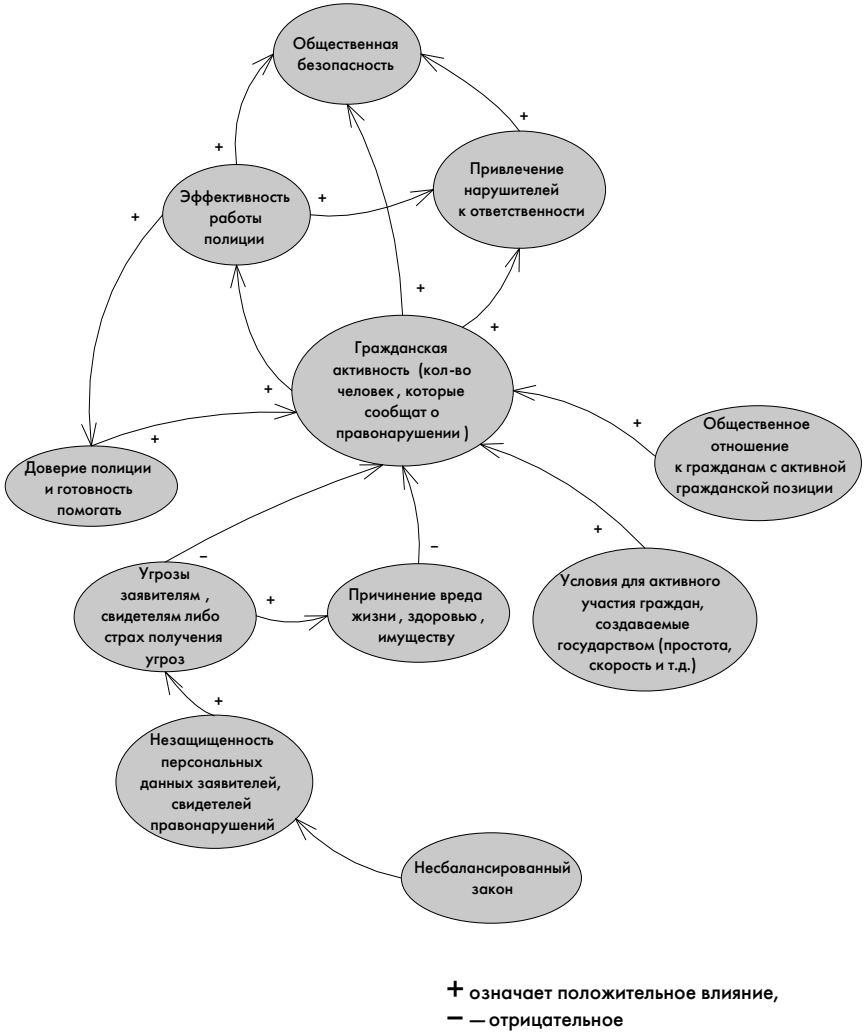 Общественная
безопасность
+
Привлечение
нарушителей
к ответственности
+
Эффективность
работы
полиции
+
+
+
+
Гражданская
активность (кол-во
человек , которые
сообщат о
правонарушении )
+
+
Общественное
отношение
к гражданам с активной
гражданской позиции
+
Доверие полиции
и готовность
помогать
+
–
Угрозы
заявителям ,
свидетелям либо
страх получения
угроз
+
–
Причинение вреда
жизни , здоровью ,
имуществу
+
Условия для активного
участия граждан,
создаваемые
государством (простота,
скорость и т.д.)
+
Незащищенность
персональных
данных заявителей,
свидетелей
правонарушений
Несбалансированный
закон
+ означает положительное влияние,
– — отрицательное